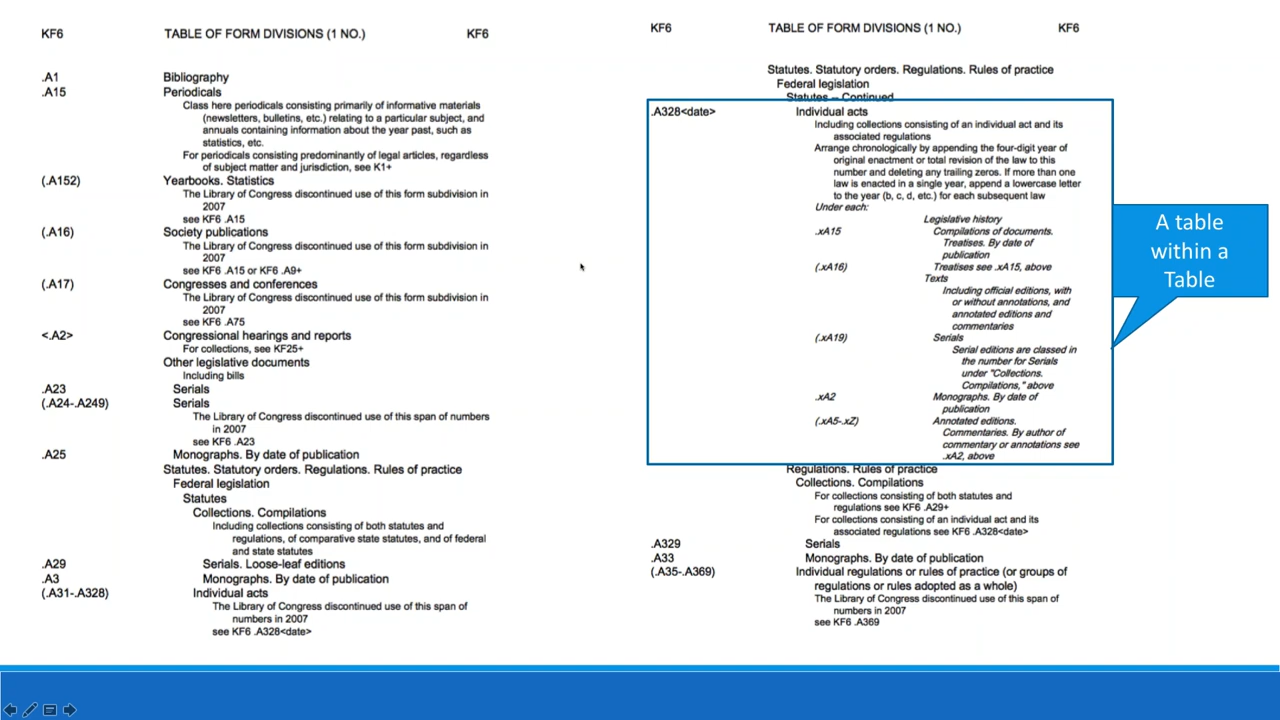 KF6 TABLE OF FORM DIVISIONS (1 NO.) KF6
.A1 Bibliography
.A15 Periodicals
Class here periodicals consisting primarily of informative materials
(newsletters, bulletins, etc.) relating to a particular subject, and
annuals containing information about the year past, such as
statistics, etc.
For periodicals consisting predominantly of legal articles, regardless
of subject matter and jurisdiction, see K1+
(.A152) Yearbooks. Statistics
The Library of Congress discontinued use of this form subdivision in
2007
see KF6 .A15
(.A16) Society publications
The Library of Congress discontinued use of this form subdivision in
2007
see KF6 .A15 or KF6 .A9+
(.A17) Congresses and conferences
The Library of Congress discontinued use of this form subdivision in
2007
see KF6 .A75
<.A2> Congressional hearings and reports
For collections, see KF25+
Other legislative documents
Including bills
.A23 Serials
(.A24-.A249) Serials
The Library of Congress discontinued use of this span of numbers
in 2007
see KF6 .A23
.A25 Monographs. By date of publication
Statutes. Statutory orders. Regulations. Rules of practice
Federal legislation
Statutes
Collections. Compilations
Including collections consisting of both statutes and
regulations, of comparative state statutes, and of federal
and state statutes
.A29 Serials. Loose-leaf editions
.A3 Monographs. By date of publication
(.A31-.A328) Individual acts
The Library of Congress discontinued use of this span of
numbers in 2007
see KF6 .A328<date>
KF6 TABLE OF FORM DIVISIONS (1 NO.) KF6
Statutes. Statutory orders. Regulations. Rules of practice
Federal legislation
Statutes -- Continued
.A328<date> Individual acts
Including collections consisting of an individual act and its
associated regulations
Arrange chronologically by appending the four-digit year of
original enactment or total revision of the law to this
number and deleting any trailing zeros. If more than one
law is enacted in a single year, append a lowercase letter
to the year (b, c, d, etc.) for each subsequent law
Under each:
Legislative history
.xA15 Compilations of documents.
Treatises. By date of
publication
(.xA16) Treatises see .xA15, above
Texts
Including official editions, with
or without annotations, and
annotated editions and
commentaries
(.xA19) Serials
Serial editions are classed in
the number for Serials
under "Collections.
Compilations," above
.xA2 Monographs. By date of
publication
(.xA5-.xZ) Annotated editions.
Commentaries. By author of
commentary or annotations see
.xA2, above
Regulations. Rules of practice
Collections. Compilations
For collections consisting of both statutes and
regulations see KF6 .A29+
For collections consisting of an individual act and its
associated regulations see KF6 .A328<date>
.A329 Serials
.A33 Monographs. By date of publication
(.A35-.A369) Individual regulations or rules of practice (or groups of
regulations or rules adopted as a whole)
The Library of Congress discontinued use of this span of
numbers in 2007
see KF6 .A369
A table
within a
Table